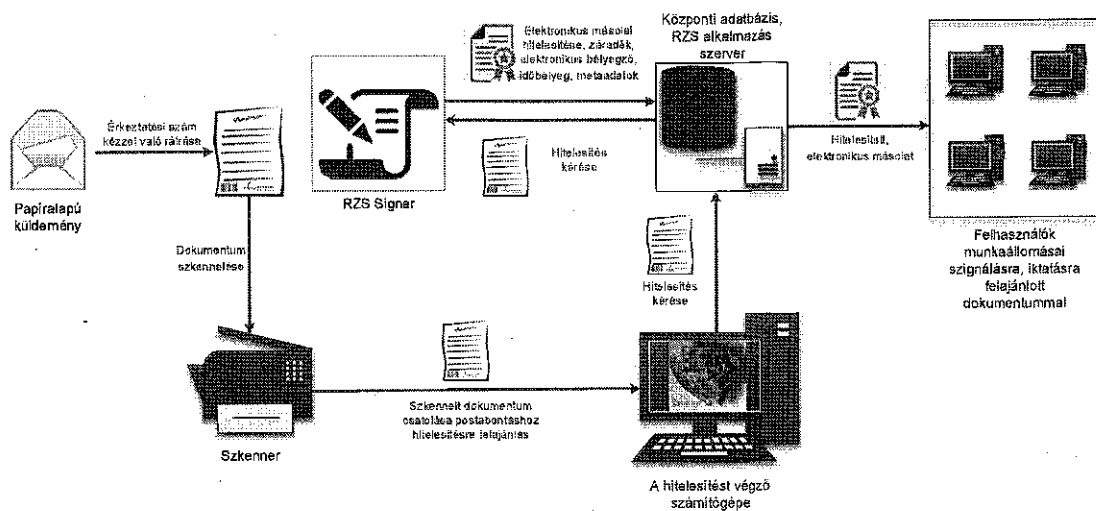 Papíralapú
küldemény
Érkeztatási szám
kézzel való ráírása
Dokumentum
szkennelése
Szkenner
RZS Signer
Elektronikus másolat
hitelesítése, záradék,
elektronikus bélyegző,
időbélyeg, metaadatok
Hitelesítés
kérése
Központi adatbázis,
RZS alkalmazás
szerver
Hitelesített,
elektronikus másolat
Felhasználók
munkaállomásai
szignálásra, iktatásra
felajánlott
dokumentummal
Hitelesítés
kérése
Szkennelt dokumentum
csatolása postabontáshoz
hitelesítésre felajánlás
A hitelesítést végző
számítógépe